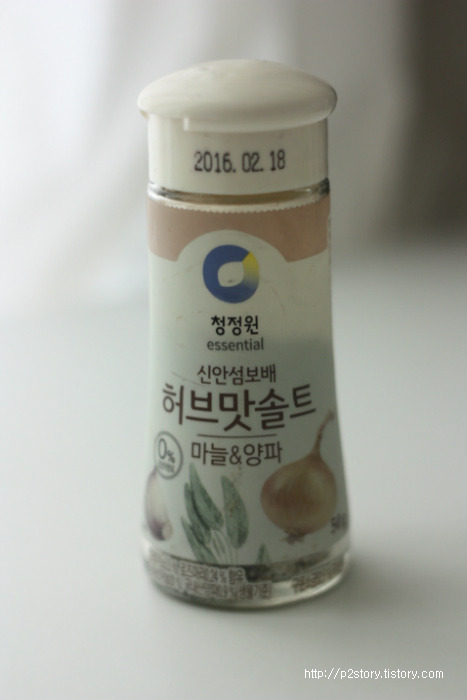 2016. 02. 18
청정원
essential
신안섬보배
허브맛솔트
0%
마늘&양파
http://p2story.tistory.com